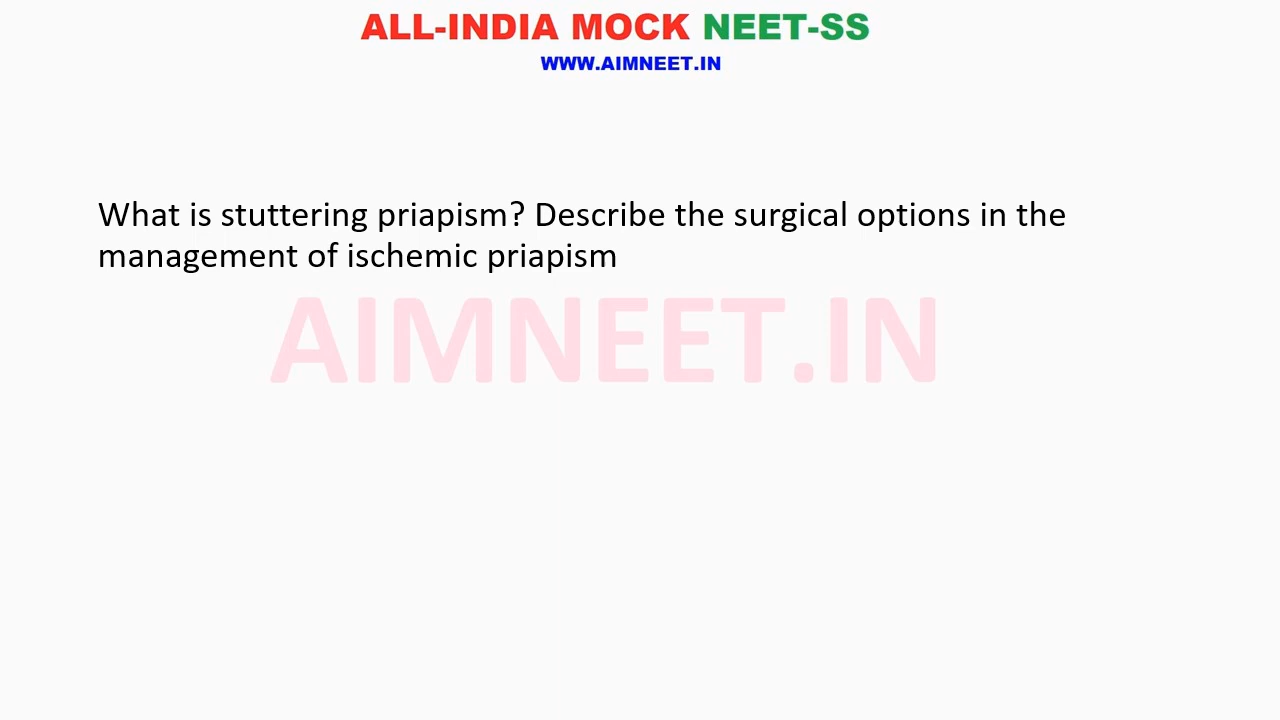 ALL-INDIA MOCK NEET-SS
WWW.AIMNEET.IN
What is stuttering priapism? Describe the surgical options in the
management of ischemic priapism
AIMNEET.IN